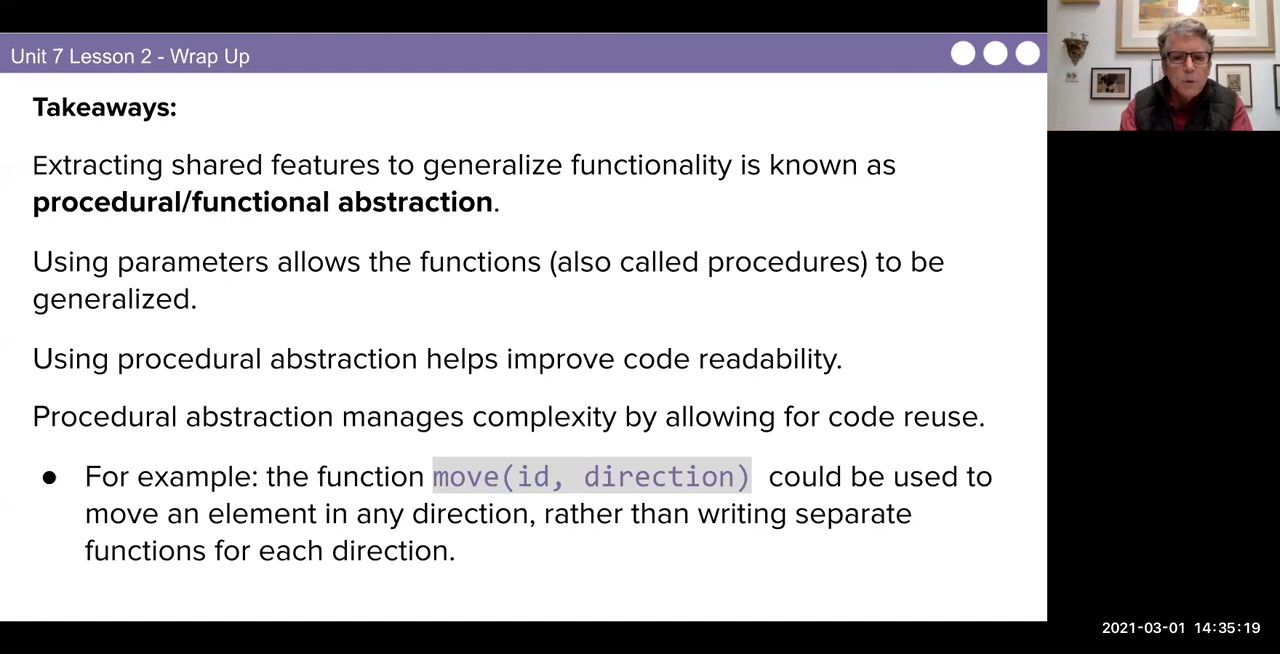 Unit 7 Lesson 2 - Wrap Up
Takeaways:
Extracting shared features to generalize functionality is known as
procedural/functional abstraction.
Using parameters allows the functions (also called procedures) to be
generalized.
Using procedural abstraction helps improve code readability.
Procedural abstraction manages complexity by allowing for code reuse.
● For example: the function move(id, direction) could be used to
move an element in any direction, rather than writing separate
functions for each direction.
2021-03-01 14:35:19